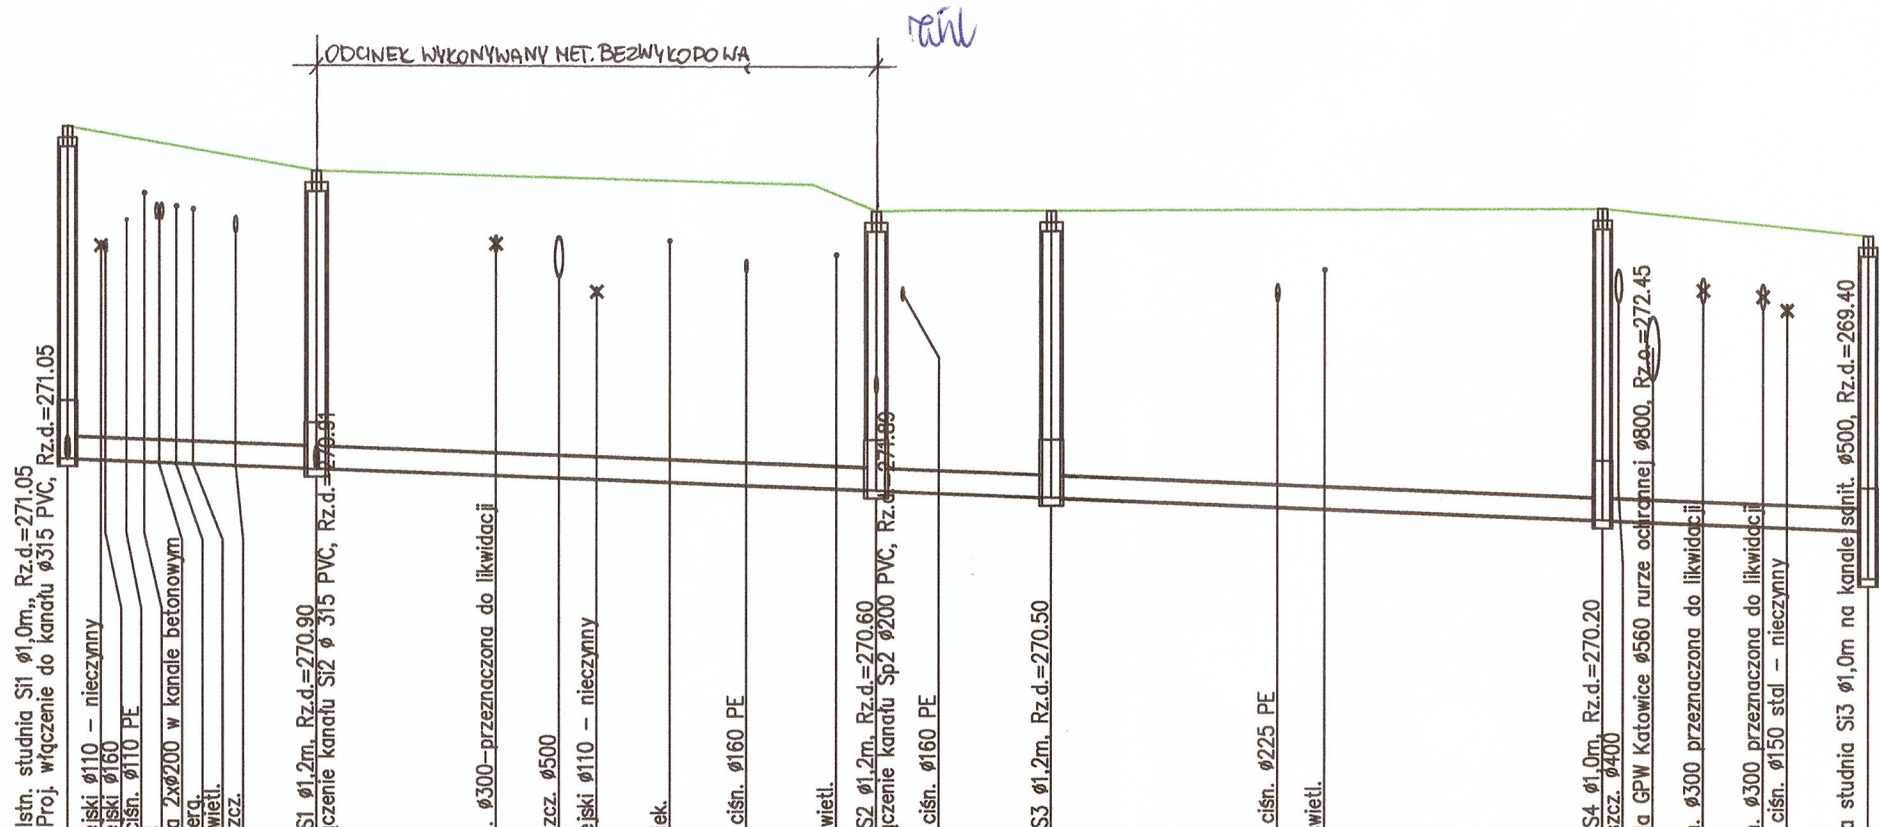 ODCINEK WYKONYWANY MET. BEZWYKOPOWA
Istn. studnia Si1 ø1,0m,, Rz.d.=271.05
Proj. włączenie do kanału ø315 PVC, Rz.d.=271.05
ejski ø110 – nieczynny
ejski ø160
ciśn. ø110 PE
a 2xø200 w kanale betonowym
erg.
wietl.
zcz.
S1 ø1,2m, Rz.d.=270.90
czenie kanału Si2 ø 315 PVC, Rz.d.=270.91
. ø300-przeznaczona do likwidacji
zcz. ø500
ejski ø110 – nieczynny
lek.
ciśn. ø160 PE
wietl.
S2 ø1,2m, Rz.d.=270.60
czenie kanału Sp2 ø200 PVC, Rz.d.=271.89
ciśn. ø160 PE
S3 ø1,2m, Rz.d.=270.50
ciśn. ø225 PE
wietl.
S4 ø1,0m, Rz.d.=270.20
szcz. ø400
a GPW Katowice ø560 rurze ochronnej ø800, Rz.o.=272.45
. ø300 przeznaczona do likwidacji
. ø300 przeznaczona do likwidacji
ciśn. ø150 stal – nieczynny
a studnia Si3 ø1,0m na kanale sanit. ø500, Rz.d.=269.40